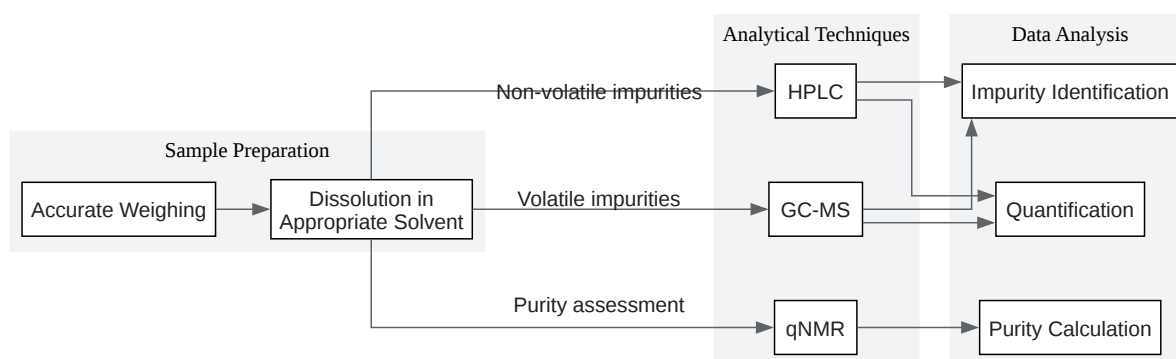 Analytical Techniques
Data Analysis
Non-volatile impurities
HPLC
Impurity Identification
Sample Preparation
Accurate Weighing
Dissolution in
Appropriate Solvent
Volatile impurities
GC-MS
Quantification
Purity assessment
qNMR
Purity Calculation